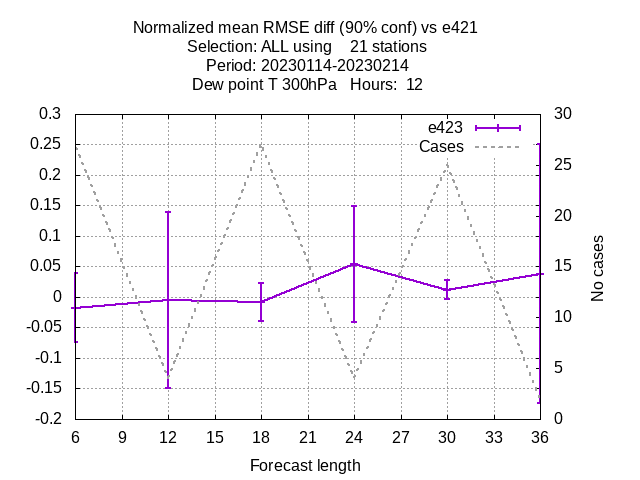 Normalized mean RMSE diff (90% conf) vs e421
Selection: ALL using 21 stations
Period: 20230114-20230214
Dew point T 300hPa Hours: 12
e423
Cases
0.3
0.25
0.2
0.15
0.1
0.05
0
-0.05
-0.1
-0.15
-0.2
30
25
20
15
10
5
0
No cases
6 9 12 15 18 21 24 27 30 33 36
Forecast length